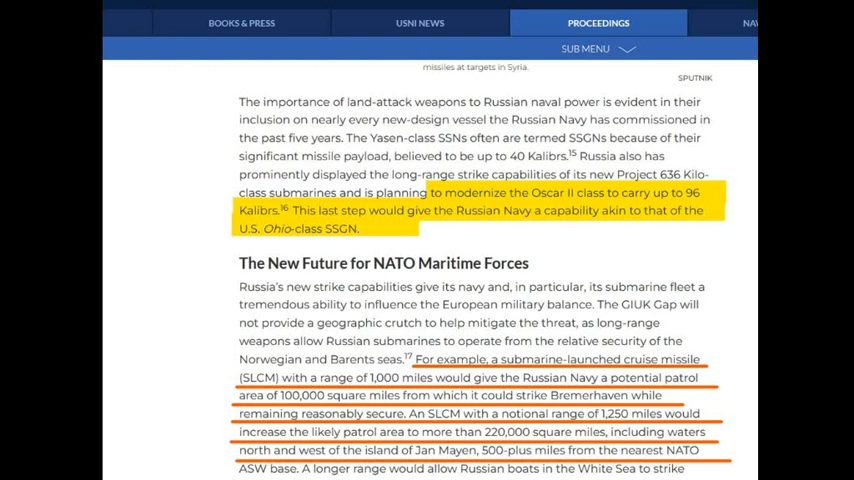 BOOKS & PRESS
USNI NEWS
PROCEEDINGS
NAV
SUB MENU
missiles at targets in Syria.
SPUTNIK
The importance of land-attack weapons to Russian naval power is evident in their
inclusion on nearly every new-design vessel the Russian Navy has commissioned in
the past five years. The Yasen-class SSNs often are termed SSGNs because of their
significant missile payload, believed to be up to 40 Kalibrs.15 Russia also has
prominently displayed the long-range strike capabilities of its new Project 636 Kilo-
class submarines and is planning to modernize the Oscar II class to carry up to 96
Kalibrs.16 This last step would give the Russian Navy a capability akin to that of the
U.S. Ohio-class SSGN.
The New Future for NATO Maritime Forces
Russia's new strike capabilities give its navy and, in particular, its submarine fleet a
tremendous ability to influence the European military balance. The GIUK Gap will
not provide a geographic crutch to help mitigate the threat, as long-range
weapons allow Russian submarines to operate from the relative security of the
Norwegian and Barents seas.17 For example, a submarine-launched cruise missile
(SLCM) with a range of 1,000 miles would give the Russian Navy a potential patrol
area of 100,000 square miles from which it could strike Bremerhaven while
remaining reasonably secure. An SLCM with a notional range of 1,250 miles would
increase the likely patrol area to more than 220,000 square miles, including waters
north and west of the island of Jan Mayen, 500-plus miles from the nearest NATO
ASW base. A longer range would allow Russian boats in the White Sea to strike